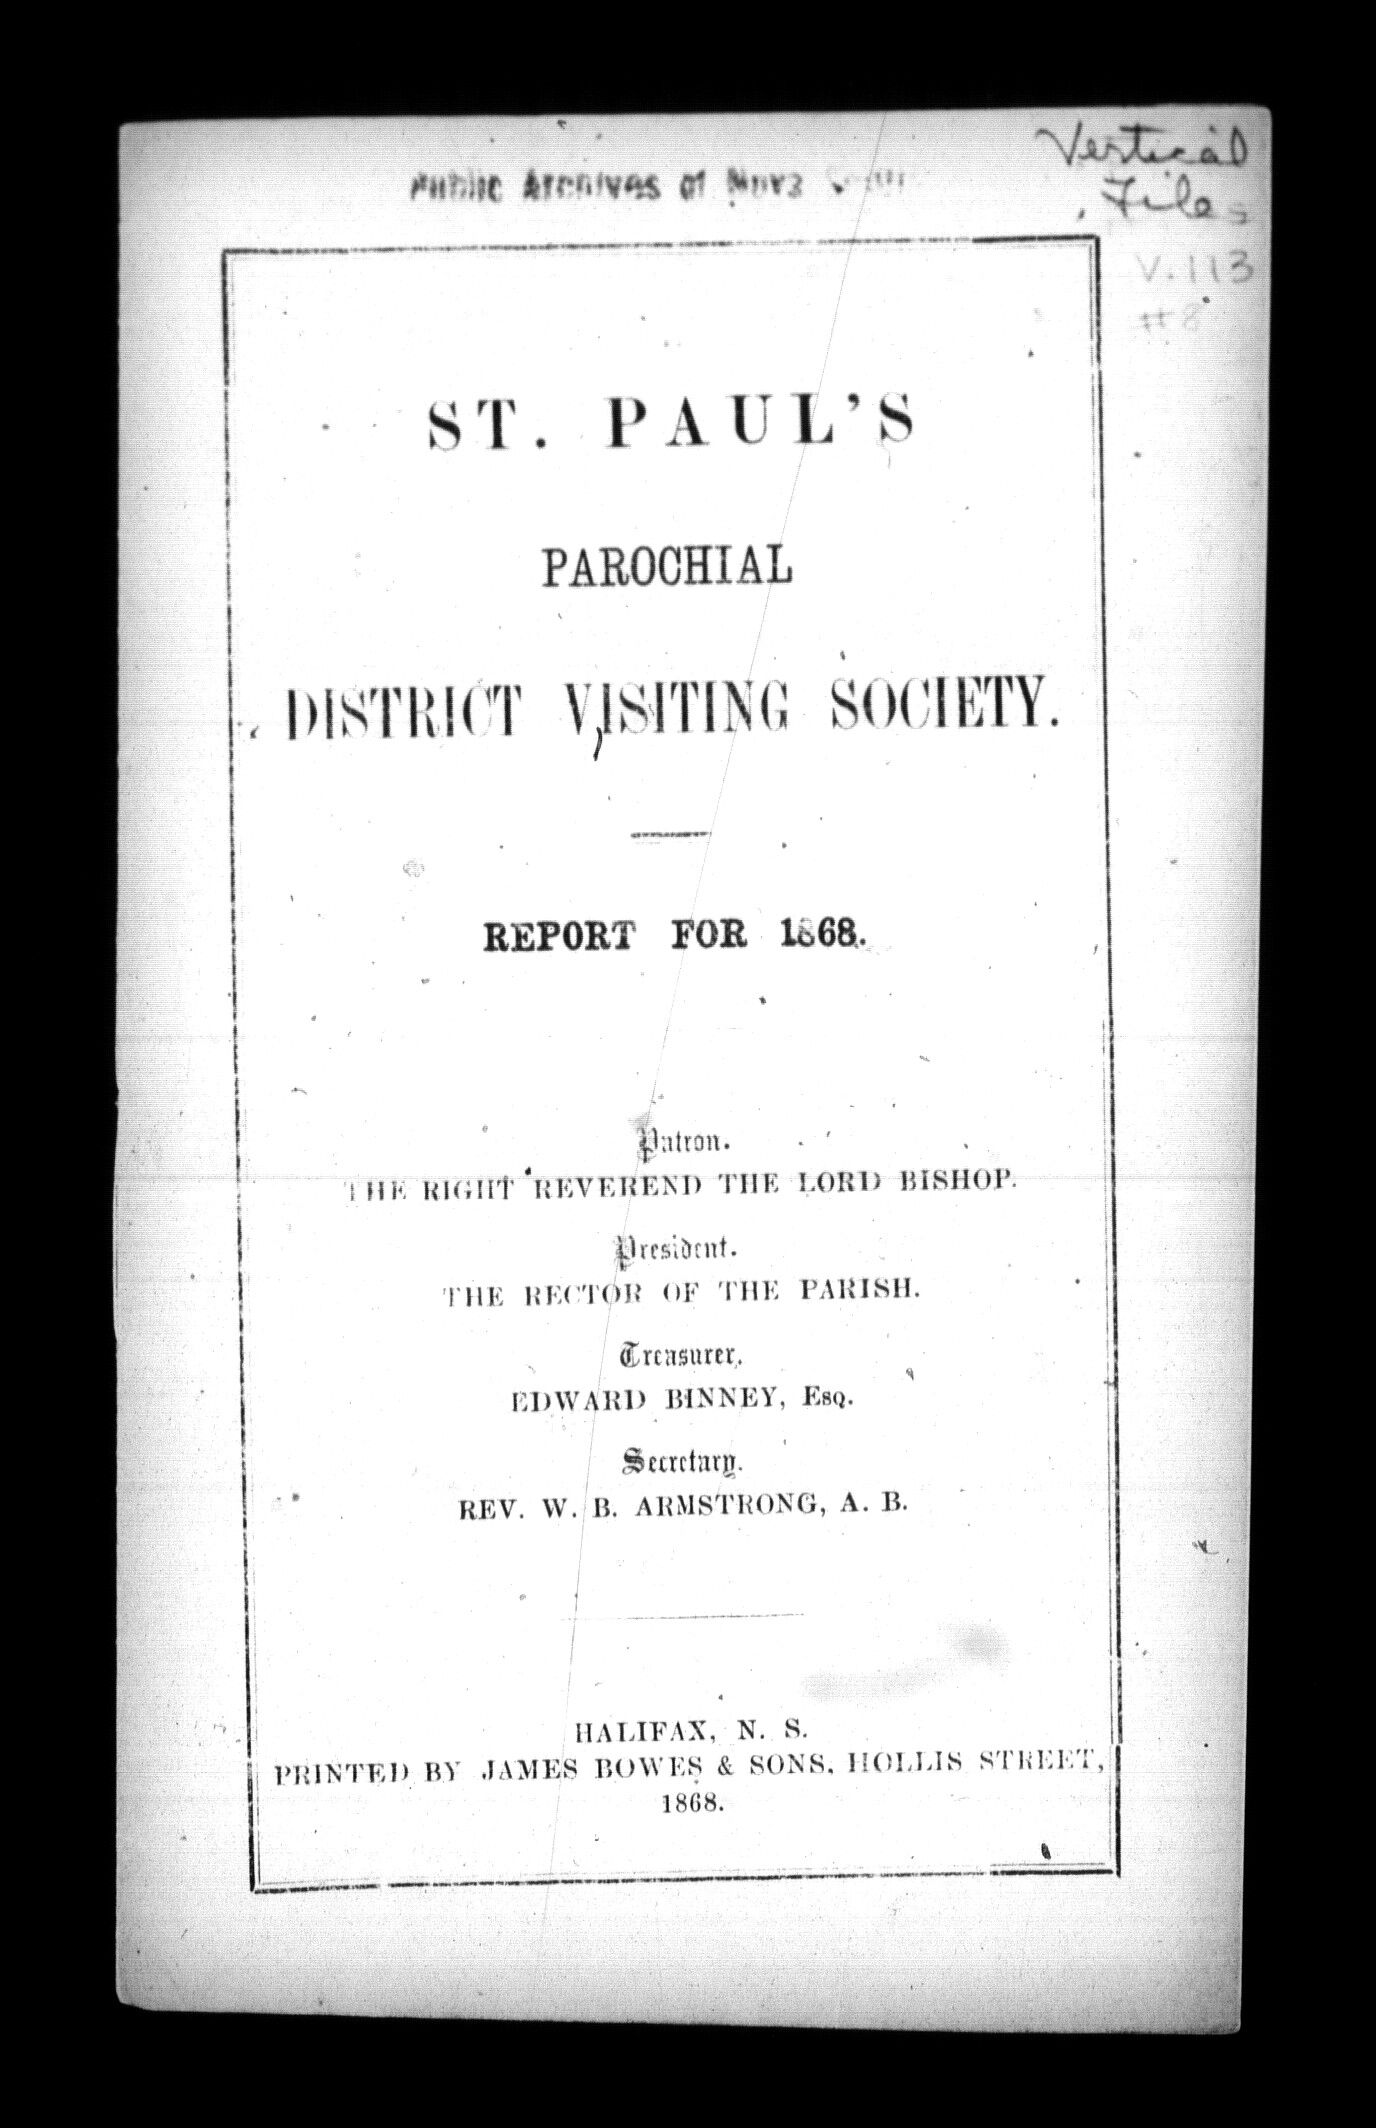 Public Archives of Nova
Vertical
Files
V. 113
ST. PAUL'S
PAROCHIAL
DISTRICT VISITING SOCIETY.
REPORT FOR 1868.
Patron.
THE RIGHT REVEREND THE LORD BISHOP.
President.
THE RECTOR OF THE PARISH.
Treasurer.
EDWARD BINNEY, Esq.
Secretary.
REV. W. B. ARMSTRONG, A. B.
HALIFAX, N. S.
PRINTED BY JAMES BOWES & SONS, HOLLIS STREET,
1868.